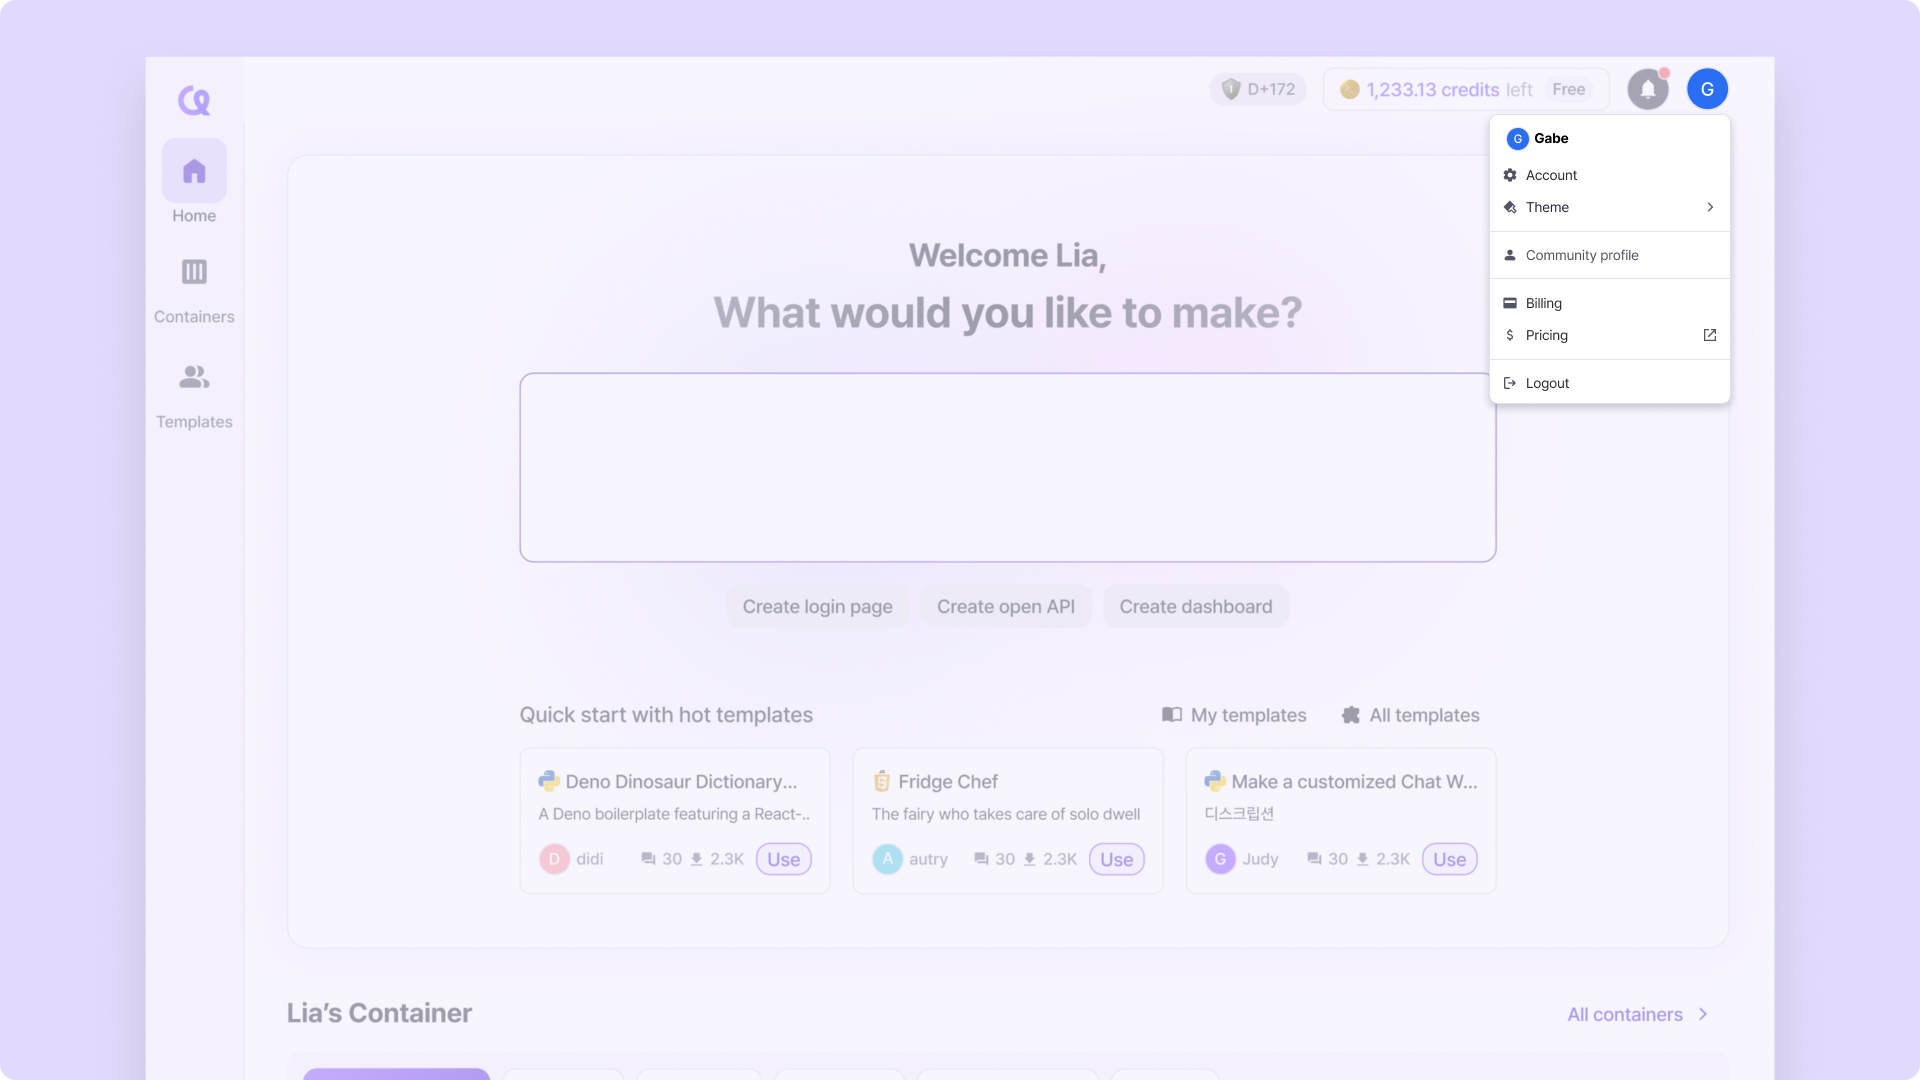 D+172
1,233.13 credits left Free
G
G Gabe
Account
Theme
Community profile
Billing
Pricing
Logout
Home
Containers
Templates
Welcome Lia,
What would you like to make?
Create login page Create open API Create dashboard
Quick start with hot templates My templates All templates
Deno Dinosaur Dictionary...
A Deno boilerplate featuring a React-..
D didi 30 2.3K Use
Fridge Chef
The fairy who takes care of solo dwell
A autry 30 2.3K Use
Make a customized Chat W...
디스크립션
G Judy 30 2.3K Use
Lia’s Container All containers